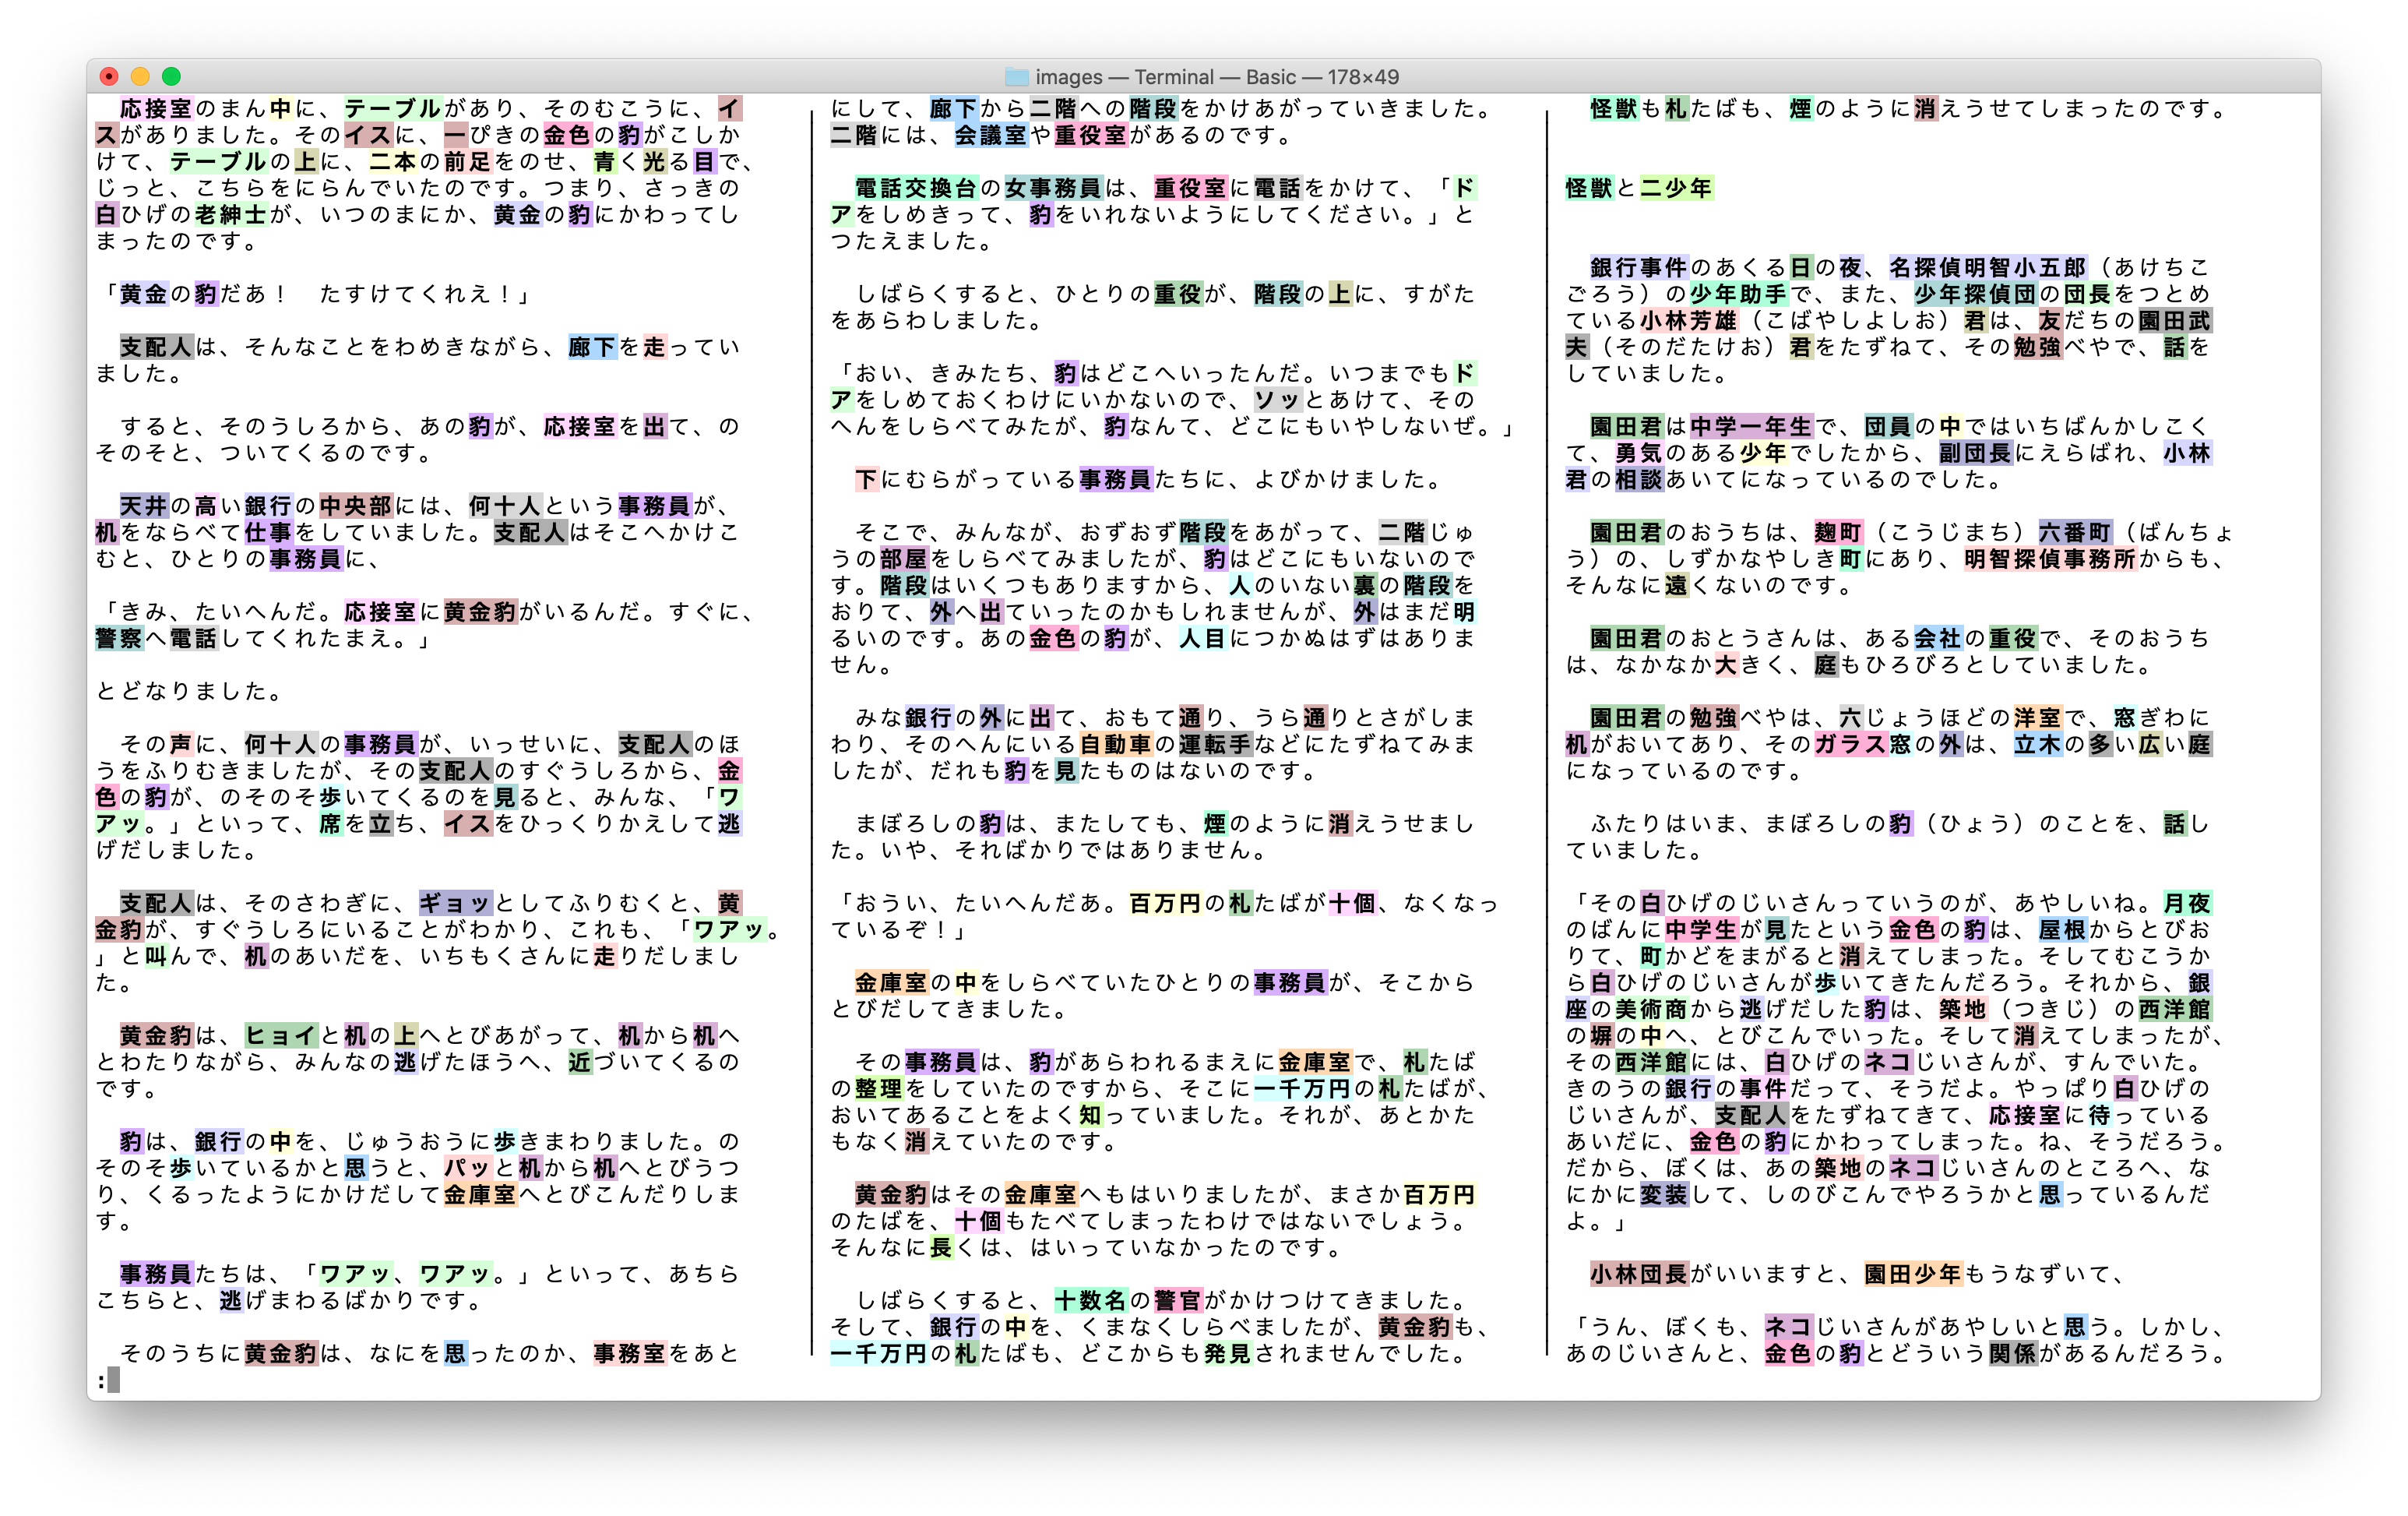 images — Terminal — Basic — 178×49
　応接室のまん中に、テーブルがあり、そのむこうに、イ
スがありました。そのイスに、一ぴきの金色の豹がこしか
けて、テーブルの上に、二本の前足をのせ、青く光る目で、
じっと、こちらをにらんでいたのです。つまり、さっきの
白ひげの老紳士が、いつのまにか、黄金の豹にかわってし
まったのです。
「黄金の豹だあ！　たすけてくれえ！」
　支配人は、そんなことをわめきながら、廊下を走ってい
ました。
　すると、そのうしろから、あの豹が、応接室を出て、の
そのそと、ついてくるのです。
　天井の高い銀行の中央部には、何十人という事務員が、
机をならべて仕事をしていました。支配人はそこへかけこ
むと、ひとりの事務員に、
「きみ、たいへんだ。応接室に黄金豹がいるんだ。すぐに、
警察へ電話してくれたまえ。」
とどなりました。
　その声に、何十人の事務員が、いっせいに、支配人のほ
うをふりむきましたが、その支配人のすぐうしろから、金
色の豹が、のそのそ歩いてくるのを見ると、みんな、「ワ
アッ。」といって、席を立ち、イスをひっくりかえして逃
げだしました。
　支配人は、そのさわぎに、ギョッとしてふりむくと、黄
金豹が、すぐうしろにいることがわかり、これも、「ワアッ。
」と叫んで、机のあいだを、いちもくさんに走りだしまし
た。
　黄金豹は、ヒョイと机の上へとびあがって、机から机へ
とわたりながら、みんなの逃げたほうへ、近づいてくるの
です。
　豹は、銀行の中を、じゅうおうに歩きまわりました。の
そのそ歩いているかと思うと、パッと机から机へとびうつ
り、くるったようにかけだして金庫室へとびこんだりしま
す。
　事務員たちは、「ワアッ、ワアッ。」といって、あちら
こちらと、逃げまわるばかりです。
　そのうちに黄金豹は、なにを思ったのか、事務室をあと
:
にして、廊下から二階への階段をかけあがっていきました。
二階には、会議室や重役室があるのです。
　電話交換台の女事務員は、重役室に電話をかけて、「ド
アをしめきって、豹をいれないようにしてください。」と
つたえました。
　しばらくすると、ひとりの重役が、階段の上に、すがた
をあらわしました。
「おい、きみたち、豹はどこへいったんだ。いつまでもド
アをしめておくわけにいかないので、ソッとあけて、その
へんをしらべてみたが、豹なんて、どこにもいやしないぜ。」
　下にむらがっている事務員たちに、よびかけました。
　そこで、みんなが、おずおず階段をあがって、二階じゅ
うの部屋をしらべてみましたが、豹はどこにもいないので
す。階段はいくつもありますから、人のいない裏の階段を
おりて、外へ出ていったのかもしれませんが、外はまだ明
るいのです。あの金色の豹が、人目につかぬはずはありま
せん。
　みな銀行の外に出て、おもて通り、うら通りとさがしま
わり、そのへんにいる自動車の運転手などにたずねてみま
したが、だれも豹を見たものはないのです。
　まぼろしの豹は、またしても、煙のように消えうせまし
た。いや、そればかりではありません。
「おうい、たいへんだあ。百万円の札たばが十個、なくなっ
ているぞ！」
　金庫室の中をしらべていたひとりの事務員が、そこから
とびだしてきました。
　その事務員は、豹があらわれるまえに金庫室で、札たば
の整理をしていたのですから、そこに一千万円の札たばが、
おいてあることをよく知っていました。それが、あとかた
もなく消えていたのです。
　黄金豹はその金庫室へもはいりましたが、まさか百万円
のたばを、十個もたべてしまったわけではないでしょう。
そんなに長くは、はいっていなかったのです。
　しばらくすると、十数名の警官がかけつけてきました。
そして、銀行の中を、くまなくしらべましたが、黄金豹も、
一千万円の札たばも、どこからも発見されませんでした。
　怪獣も札たばも、煙のように消えうせてしまったのです。
怪獣と二少年
　銀行事件のあくる日の夜、名探偵明智小五郎（あけちこ
ごろう）の少年助手で、また、少年探偵団の団長をつとめ
ている小林芳雄（こばやしよしお）君は、友だちの園田武
夫（そのだたけお）君をたずねて、その勉強べやで、話を
していました。
　園田君は中学一年生で、団員の中ではいちばんかしこく
て、勇気のある少年でしたから、副団長にえらばれ、小林
君の相談あいてになっているのでした。
　園田君のおうちは、麹町（こうじまち）六番町（ばんちょ
う）の、しずかなやしき町にあり、明智探偵事務所からも、
そんなに遠くないのです。
　園田君のおとうさんは、ある会社の重役で、そのおうち
は、なかなか大きく、庭もひろびろとしていました。
　園田君の勉強べやは、六じょうほどの洋室で、窓ぎわに
机がおいてあり、そのガラス窓の外は、立木の多い広い庭
になっているのです。
　ふたりはいま、まぼろしの豹（ひょう）のことを、話し
ていました。
「その白ひげのじいさんっていうのが、あやしいね。月夜
のばんに中学生が見たという金色の豹は、屋根からとびお
りて、町かどをまがると消えてしまった。そしてむこうか
ら白ひげのじいさんが歩いてきたんだろう。それから、銀
座の美術商から逃げだした豹は、築地（つきじ）の西洋館
の塀の中へ、とびこんでいった。そして消えてしまったが、
その西洋館には、白ひげのネコじいさんが、すんでいた。
きのうの銀行の事件だって、そうだよ。やっぱり白ひげの
じいさんが、支配人をたずねてきて、応接室に待っている
あいだに、金色の豹にかわってしまった。ね、そうだろう。
だから、ぼくは、あの築地のネコじいさんのところへ、な
にかに変装して、しのびこんでやろうかと思っているんだ
よ。」
　小林団長がいいますと、園田少年もうなずいて、
「うん、ぼくも、ネコじいさんがあやしいと思う。しかし、
あのじいさんと、金色の豹とどういう関係があるんだろう。